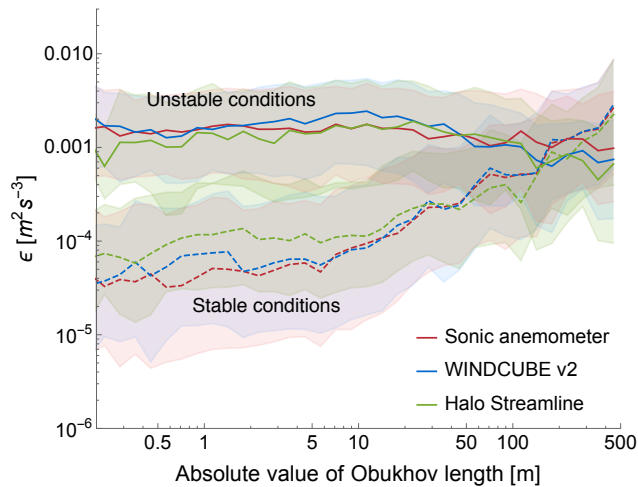 0.010
0.001
10⁻⁴
10⁻⁵
10⁻⁶
ϵ [m² s⁻³]
Unstable conditions
Stable conditions
Sonic anemometer
WINDCUBE v2
Halo Streamline
0.5 1 5 10 50 100 500
Absolute value of Obukhov length [m]